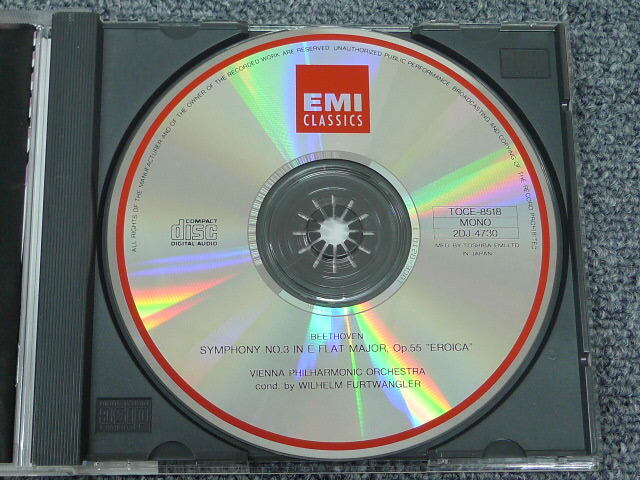 ALL RIGHTS OF THE MANUFACTURER AND OF THE OWNER OF THE RECORDED WORK ARE RESERVED. UNAUTHORIZED PUBLIC PERFORMANCE, BROADCASTING AND COPYING OF THE RECORD PROHIBITED
EMI
CLASSICS
COMPACT
disc
DIGITAL AUDIO
TOCE-8518
MONO
2DJ-4730
MFD. BY TOSHIBA-EMI LTD.
IN JAPAN
BEETHOVEN
SYMPHONY NO.3 IN E FLAT MAJOR, Op.55 "EROICA"
VIENNA PHILHARMONIC ORCHESTRA
cond. by WILHELM FURTWANGLER